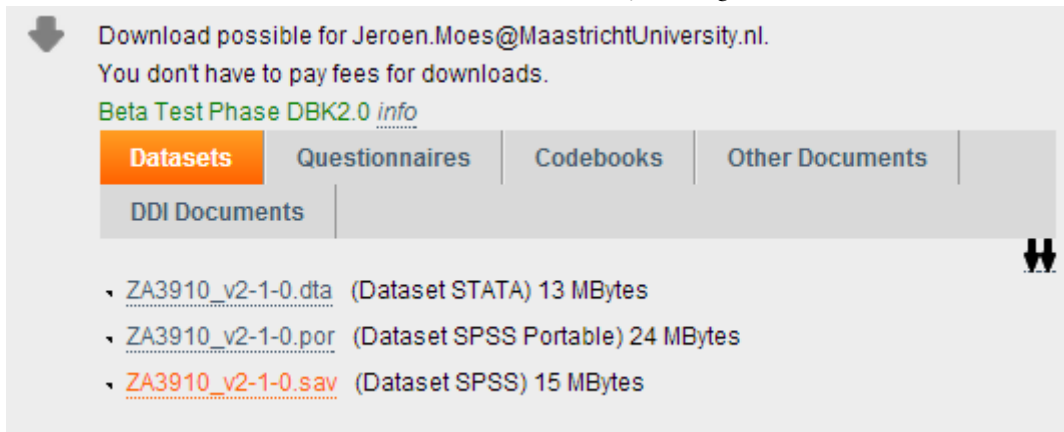 Download possible for Jeroen.Moes@MaastrichtUniversity.nl.
You don't have to pay fees for downloads.
Beta Test Phase DBK2.0 info
Datasets Questionnaires Codebooks Other Documents
DDI Documents
ZA3910_v2-1-0.dta (Dataset STATA) 13 MBytes
ZA3910_v2-1-0.por (Dataset SPSS Portable) 24 MBytes
ZA3910_v2-1-0.sav (Dataset SPSS) 15 MBytes